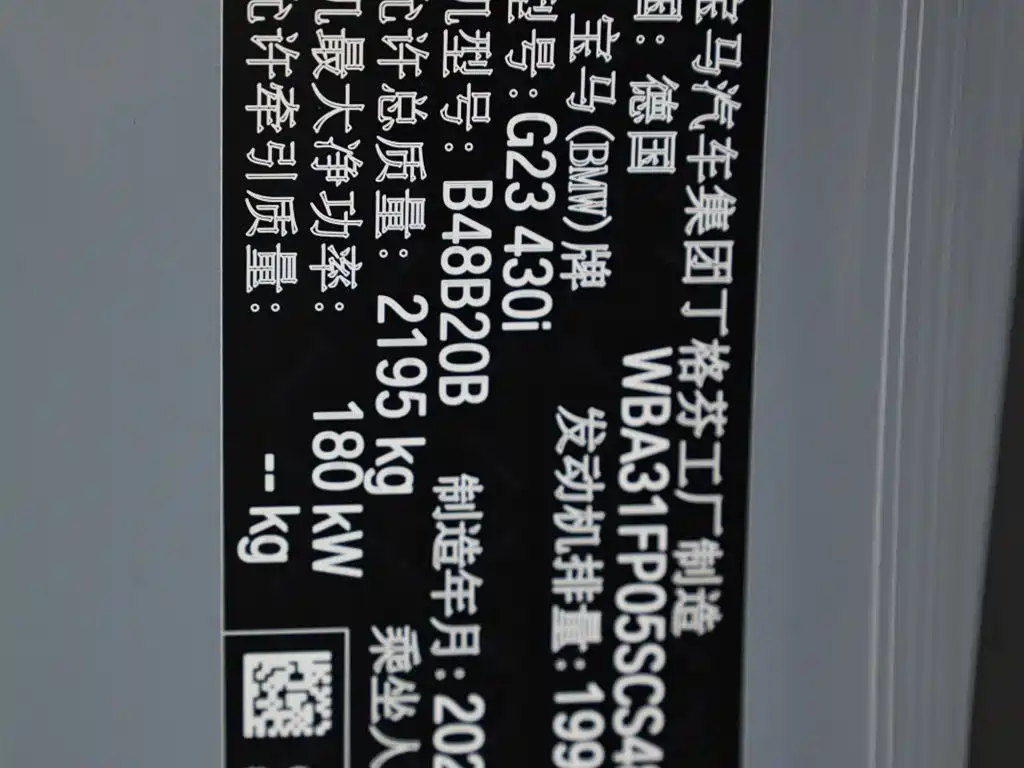 宝马汽车集团丁格芬工厂制造
国：德国 WBA31FP05SCS4
宝马(BMW)牌 发动机排量：199
型号：G23 430i
机型号：B48B20B 制造年月：202
允许总质量：2195 kg 乘坐人
机最大净功率：180 kW
允许牵引质量：-- kg